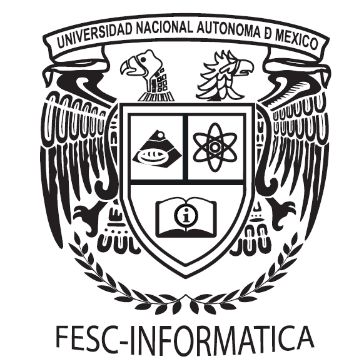 UNIVERSIDAD NACIONAL AUTONOMA D MEXICO
i
FESC-INFORMATICA